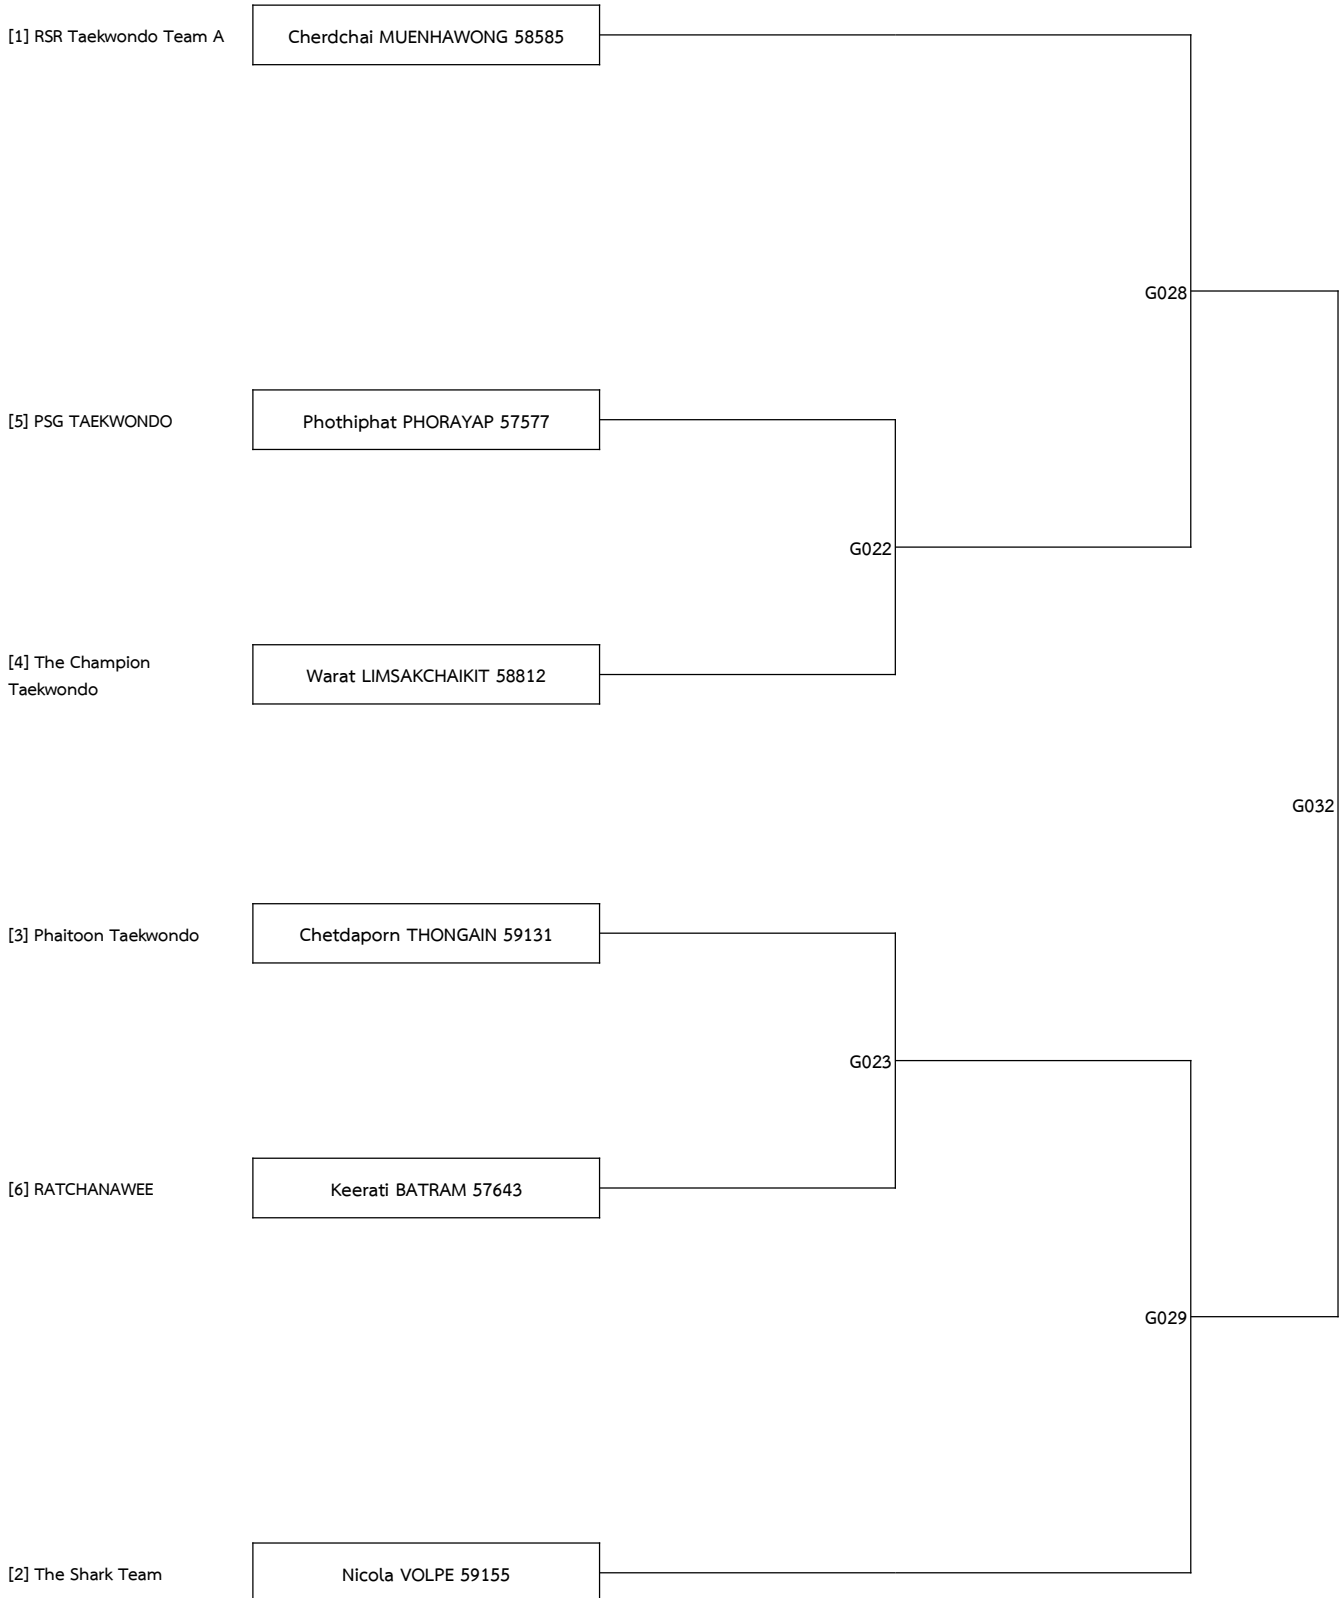 [1] RSR Taekwondo Team A
Cherdchai MUENHAWONG 58585
G028
[5] PSG TAEKWONDO
Phothiphat PHORAYAP 57577
G022
[4] The Champion
Taekwondo
Warat LIMSAKCHAIKIT 58812
G032
[3] Phaitoon Taekwondo
Chetdaporn THONGAIN 59131
G023
[6] RATCHANAWEE
Keerati BATRAM 57643
G029
[2] The Shark Team
Nicola VOLPE 59155